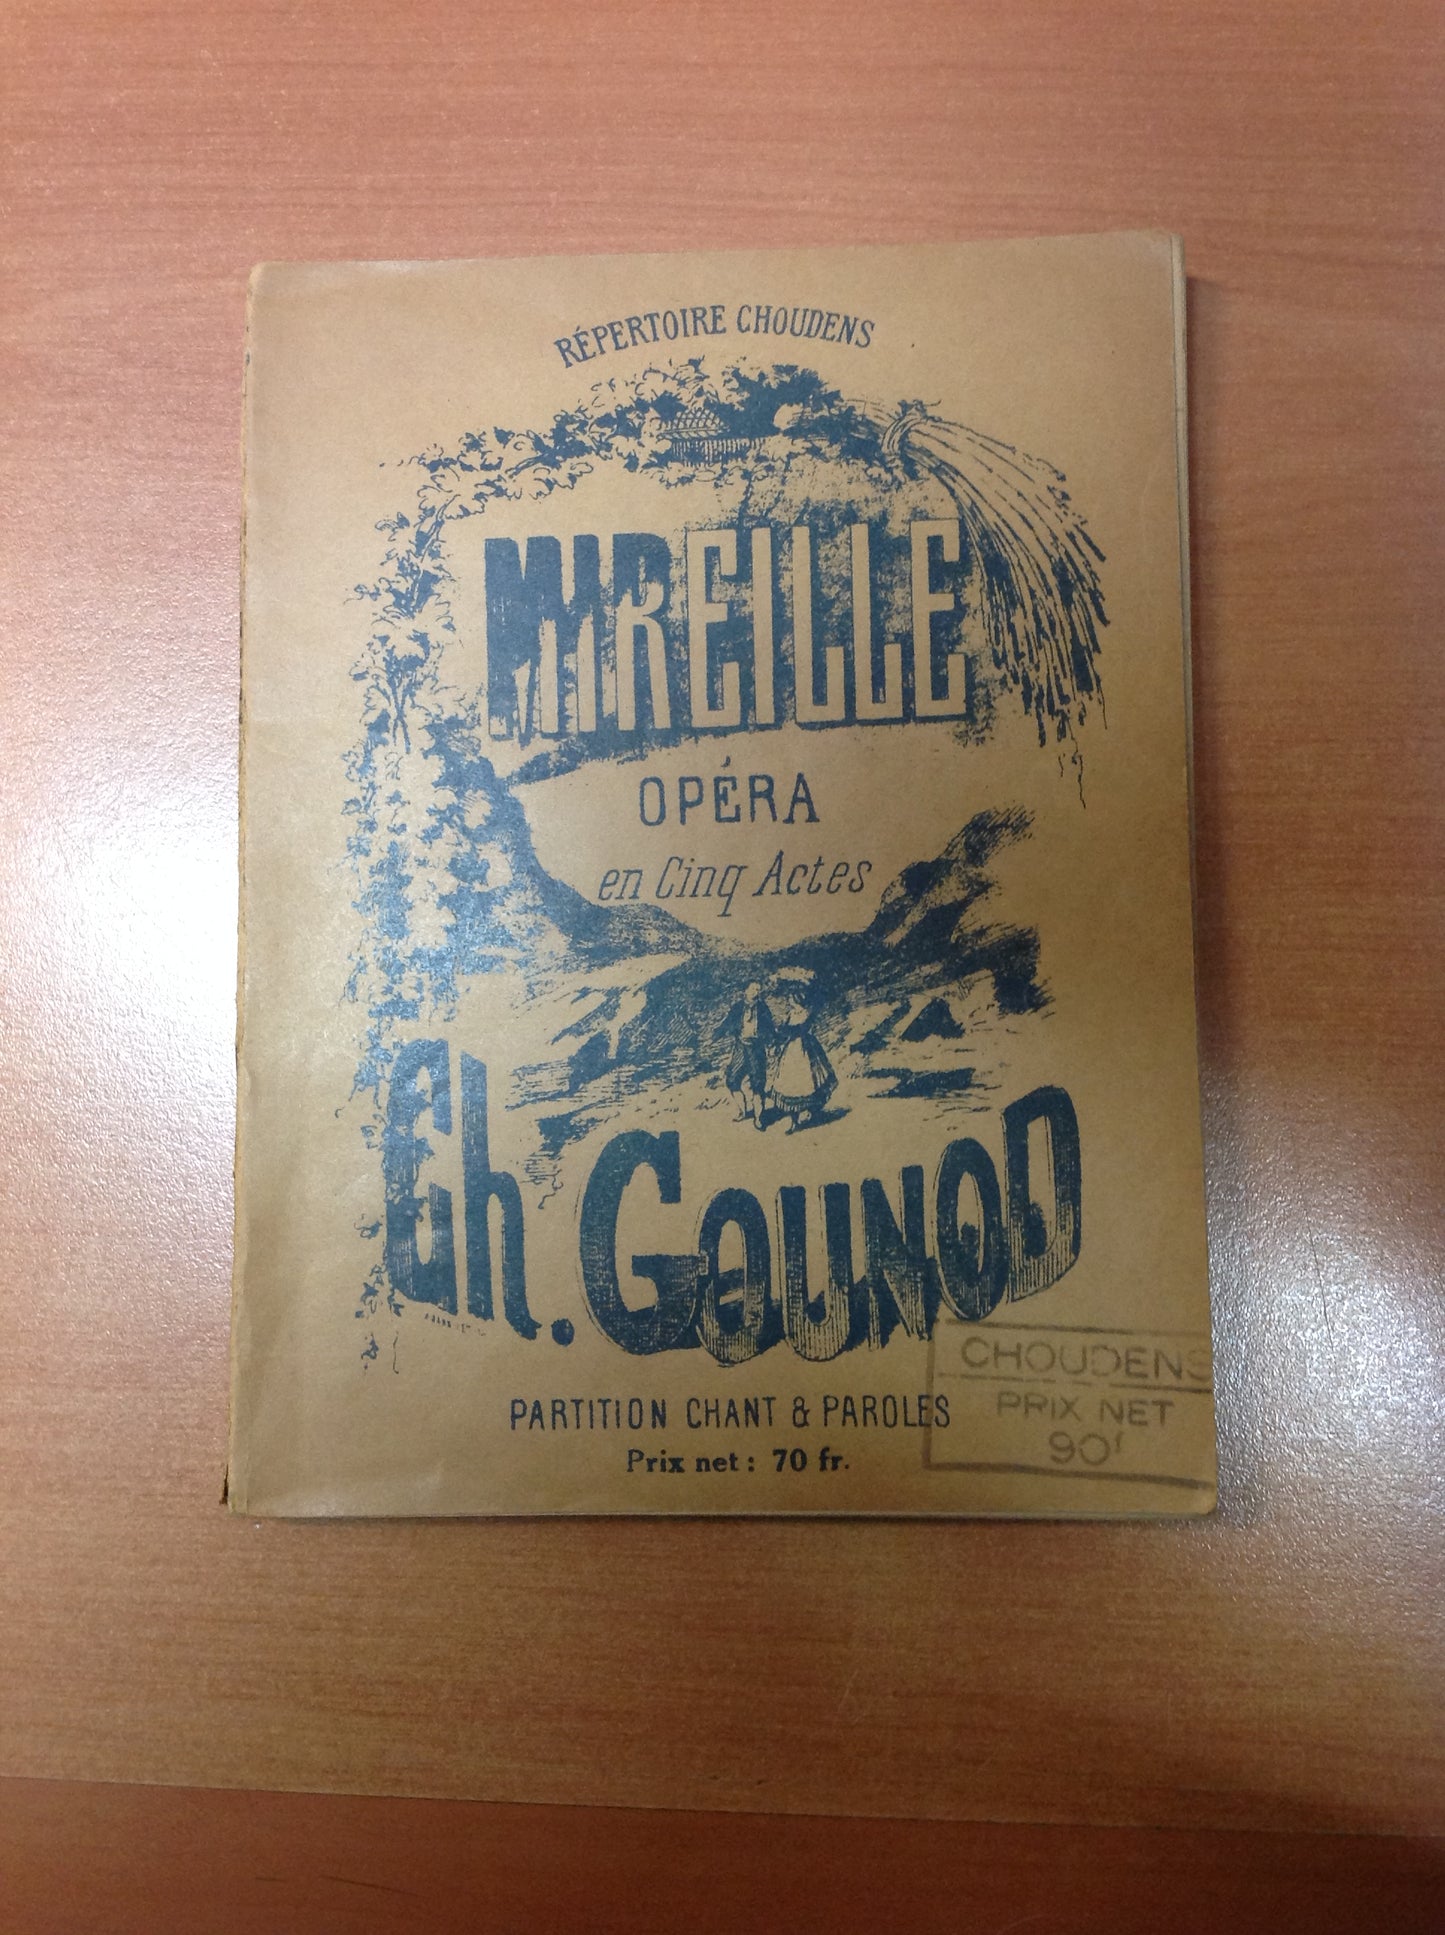 RÉPERTOIRE CHOUDENS
MIREILLE
OPÉRA
en Cinq Actes
Ch. GOUNOD
PARTITION CHANT & PAROLES
Prix net : 70 fr.
CHOUDENS
PRIX NET
90f